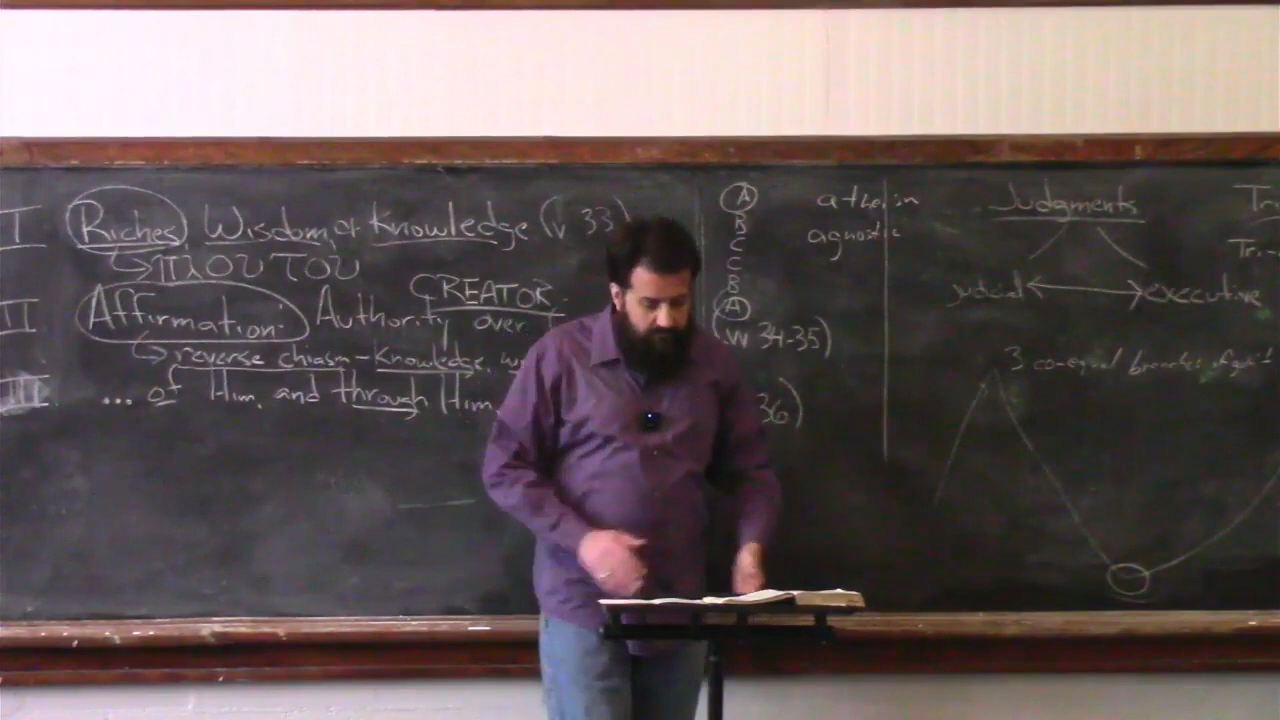 I Riches, Wisdom, of Knowledge (v 33)
πλουτου
CREATOR
II Affirmation: Authority over
reverse chiasm - Knowledge,
III ... of Him, and through Him,
A
B
C
C
B
A
(vv 34-35)
36)
atheism
agnostic
Judgments
judicial executive
3 co-equal branches of gov't